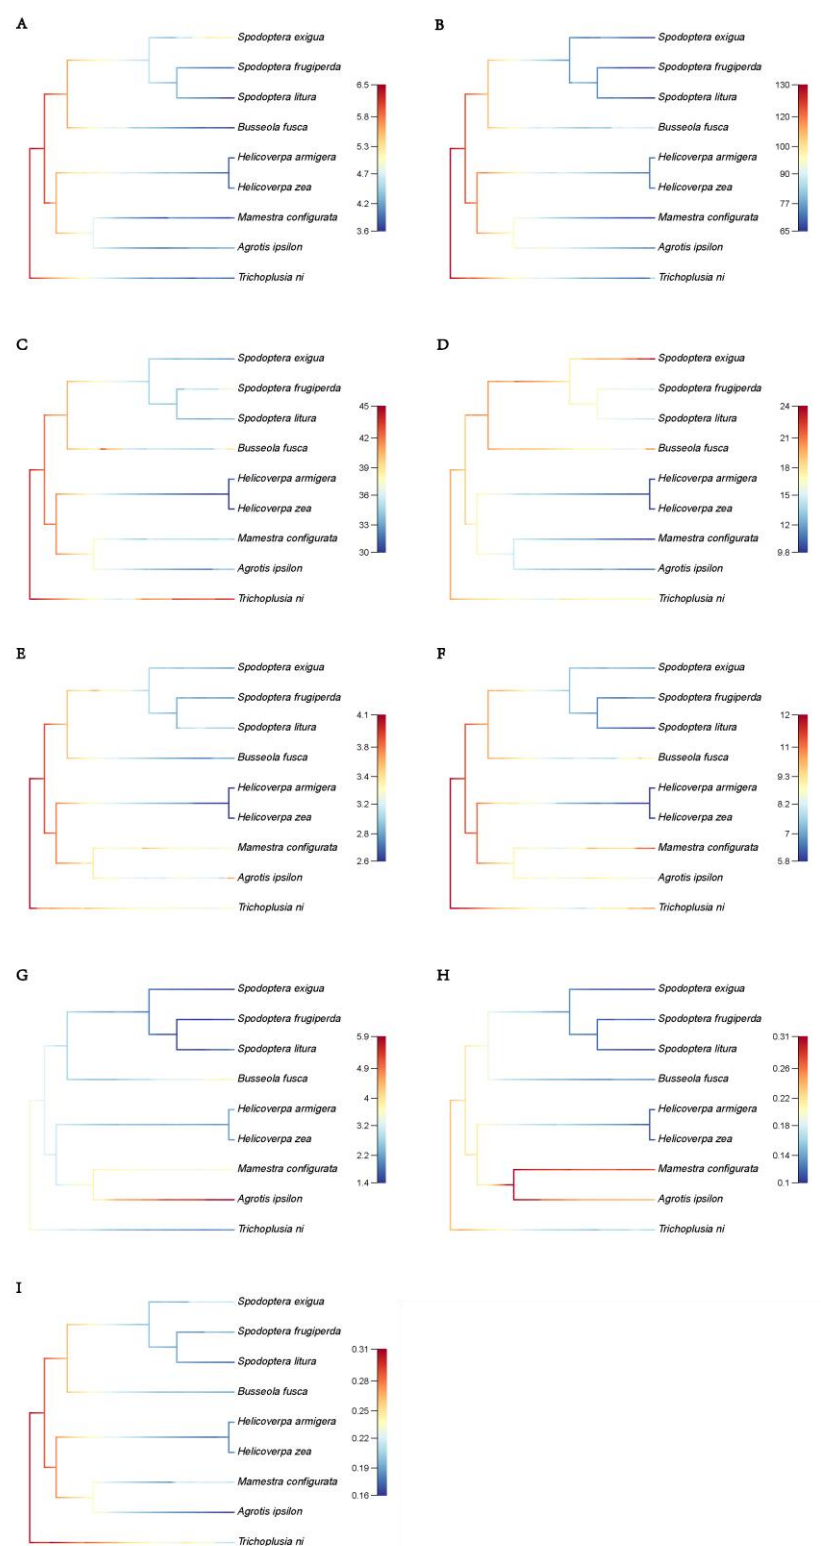 A
Spodoptera exigua
Spodoptera frugiperda
Spodoptera litura
Busseola fusca
Helicoverpa armigera
Helicoverpa zea
Mamestra configurata
Agrotis ipsilon
Trichoplusia ni
6.5
5.8
5.3
4.7
4.2
3.6
B
Spodoptera exigua
Spodoptera frugiperda
Spodoptera litura
Busseola fusca
Helicoverpa armigera
Helicoverpa zea
Mamestra configurata
Agrotis ipsilon
Trichoplusia ni
130
120
100
90
77
65
C
Spodoptera exigua
Spodoptera frugiperda
Spodoptera litura
Busseola fusca
Helicoverpa armigera
Helicoverpa zea
Mamestra configurata
Agrotis ipsilon
Trichoplusia ni
45
42
39
36
33
30
D
Spodoptera exigua
Spodoptera frugiperda
Spodoptera litura
Busseola fusca
Helicoverpa armigera
Helicoverpa zea
Mamestra configurata
Agrotis ipsilon
Trichoplusia ni
24
21
18
15
12
9.8
E
Spodoptera exigua
Spodoptera frugiperda
Spodoptera litura
Busseola fusca
Helicoverpa armigera
Helicoverpa zea
Mamestra configurata
Agrotis ipsilon
Trichoplusia ni
4.1
3.8
3.4
3.2
2.8
2.6
F
Spodoptera exigua
Spodoptera frugiperda
Spodoptera litura
Busseola fusca
Helicoverpa armigera
Helicoverpa zea
Mamestra configurata
Agrotis ipsilon
Trichoplusia ni
12
11
9.3
8.2
7
5.8
G
Spodoptera exigua
Spodoptera frugiperda
Spodoptera litura
Busseola fusca
Helicoverpa armigera
Helicoverpa zea
Mamestra configurata
Agrotis ipsilon
Trichoplusia ni
5.9
4.9
4
3.2
2.2
1.4
H
Spodoptera exigua
Spodoptera frugiperda
Spodoptera litura
Busseola fusca
Helicoverpa armigera
Helicoverpa zea
Mamestra configurata
Agrotis ipsilon
Trichoplusia ni
0.31
0.26
0.22
0.18
0.14
0.1
I
Spodoptera exigua
Spodoptera frugiperda
Spodoptera litura
Busseola fusca
Helicoverpa armigera
Helicoverpa zea
Mamestra configurata
Agrotis ipsilon
Trichoplusia ni
0.31
0.28
0.25
0.22
0.19
0.16